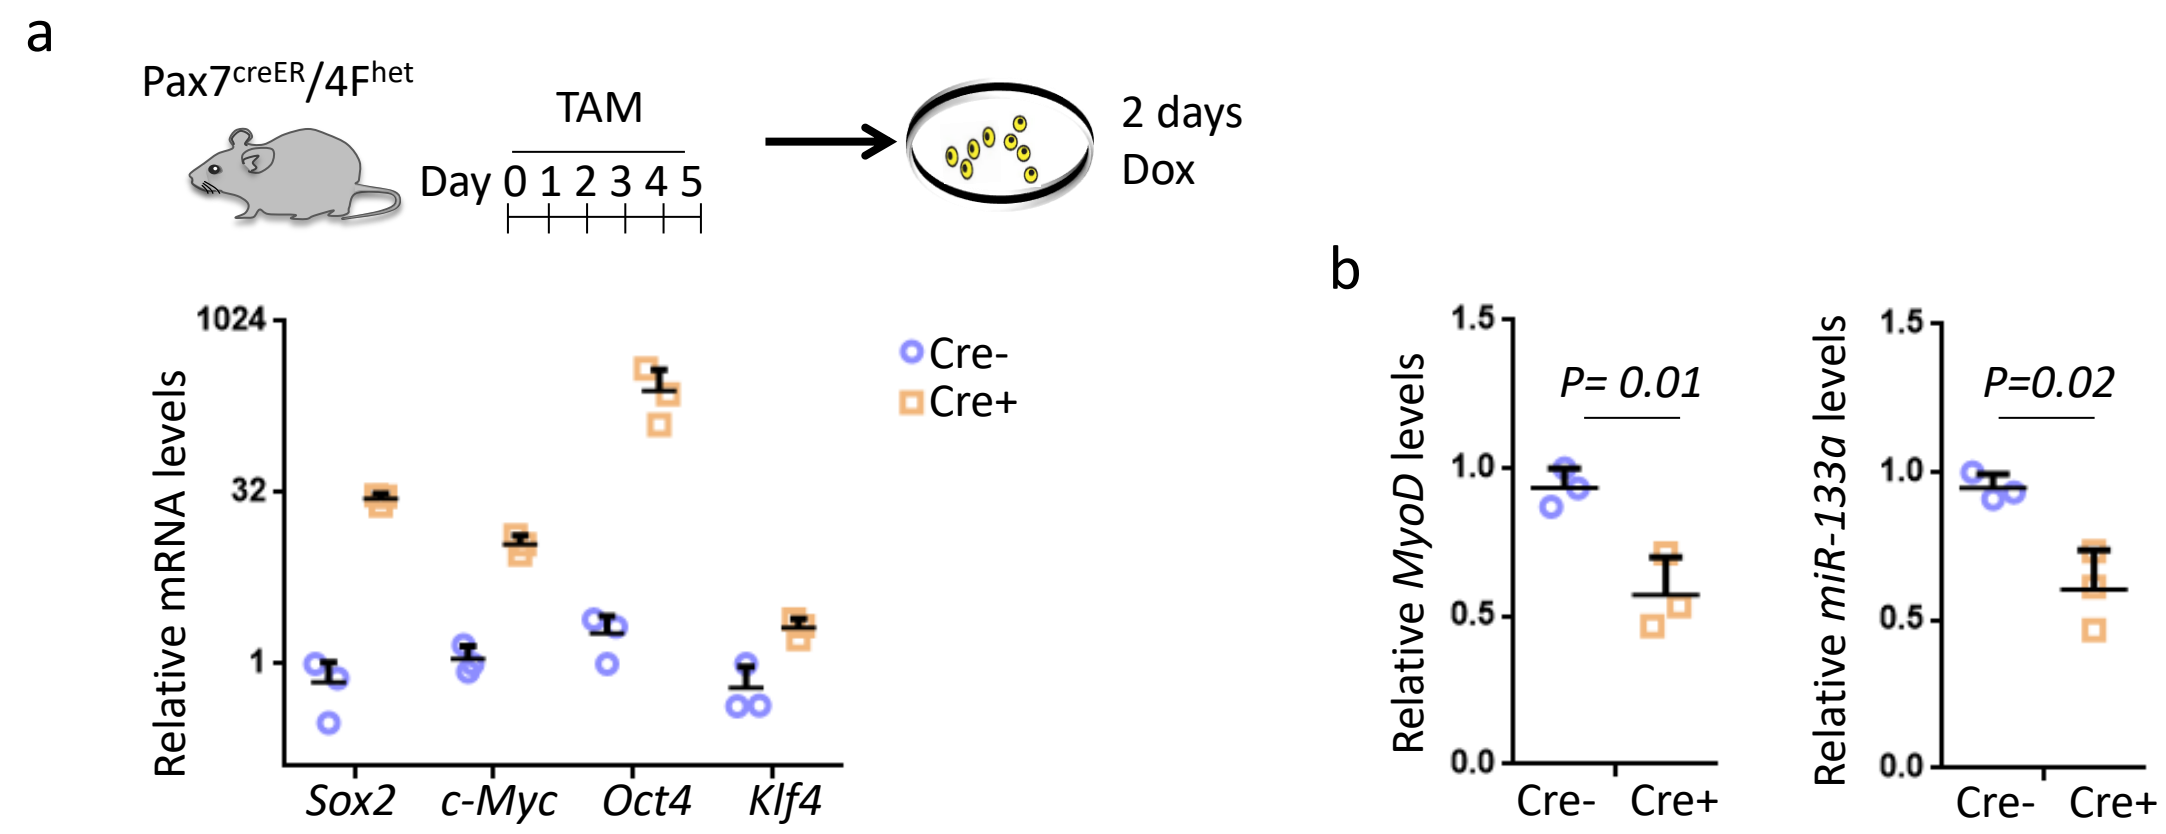 a
Pax7creER/4Fhet
TAM
Day 0 1 2 3 4 5
2 days
Dox
Relative mRNA levels
1024
32
1
Sox2 c-Myc Oct4 Klf4
Cre-
Cre+
b
Relative MyoD levels
1.5
1.0
0.5
0.0
P= 0.01
Cre- Cre+
Relative miR-133a levels
1.5
1.0
0.5
0.0
P=0.02
Cre- Cre+